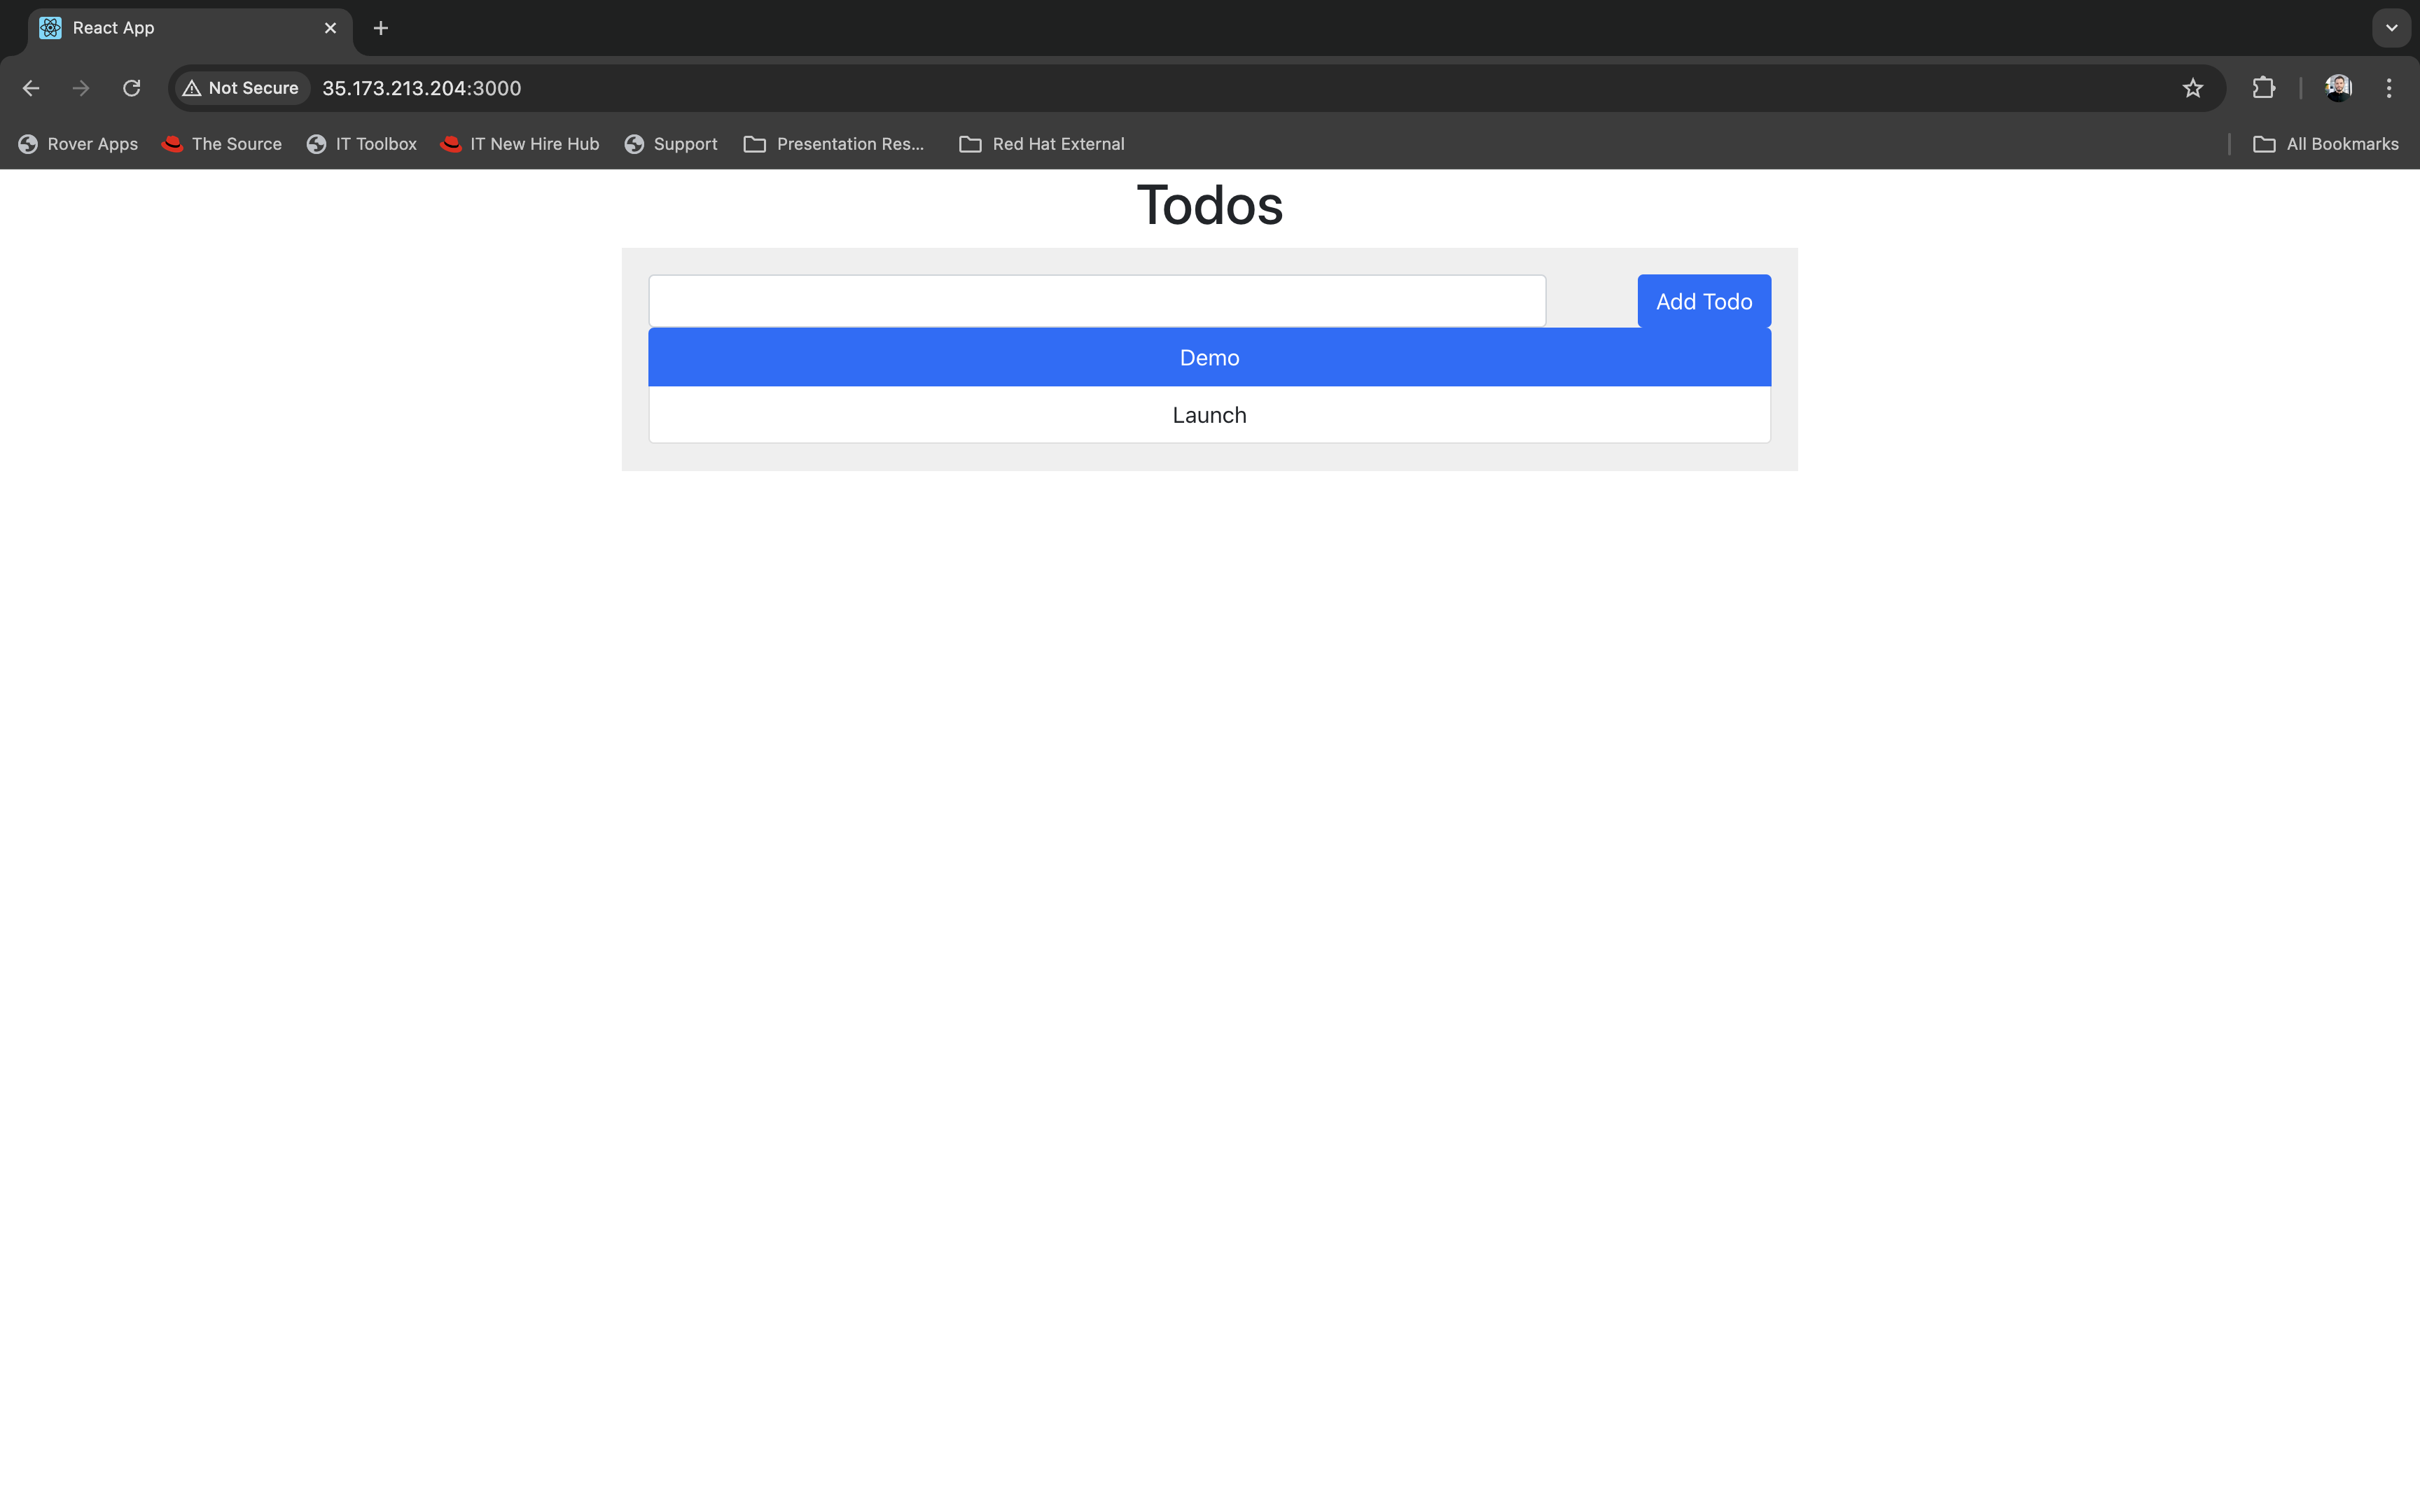 React App
Not Secure 35.173.213.204:3000
Rover Apps The Source IT Toolbox IT New Hire Hub Support Presentation Res... Red Hat External All Bookmarks
Todos
Add Todo
Demo
Launch